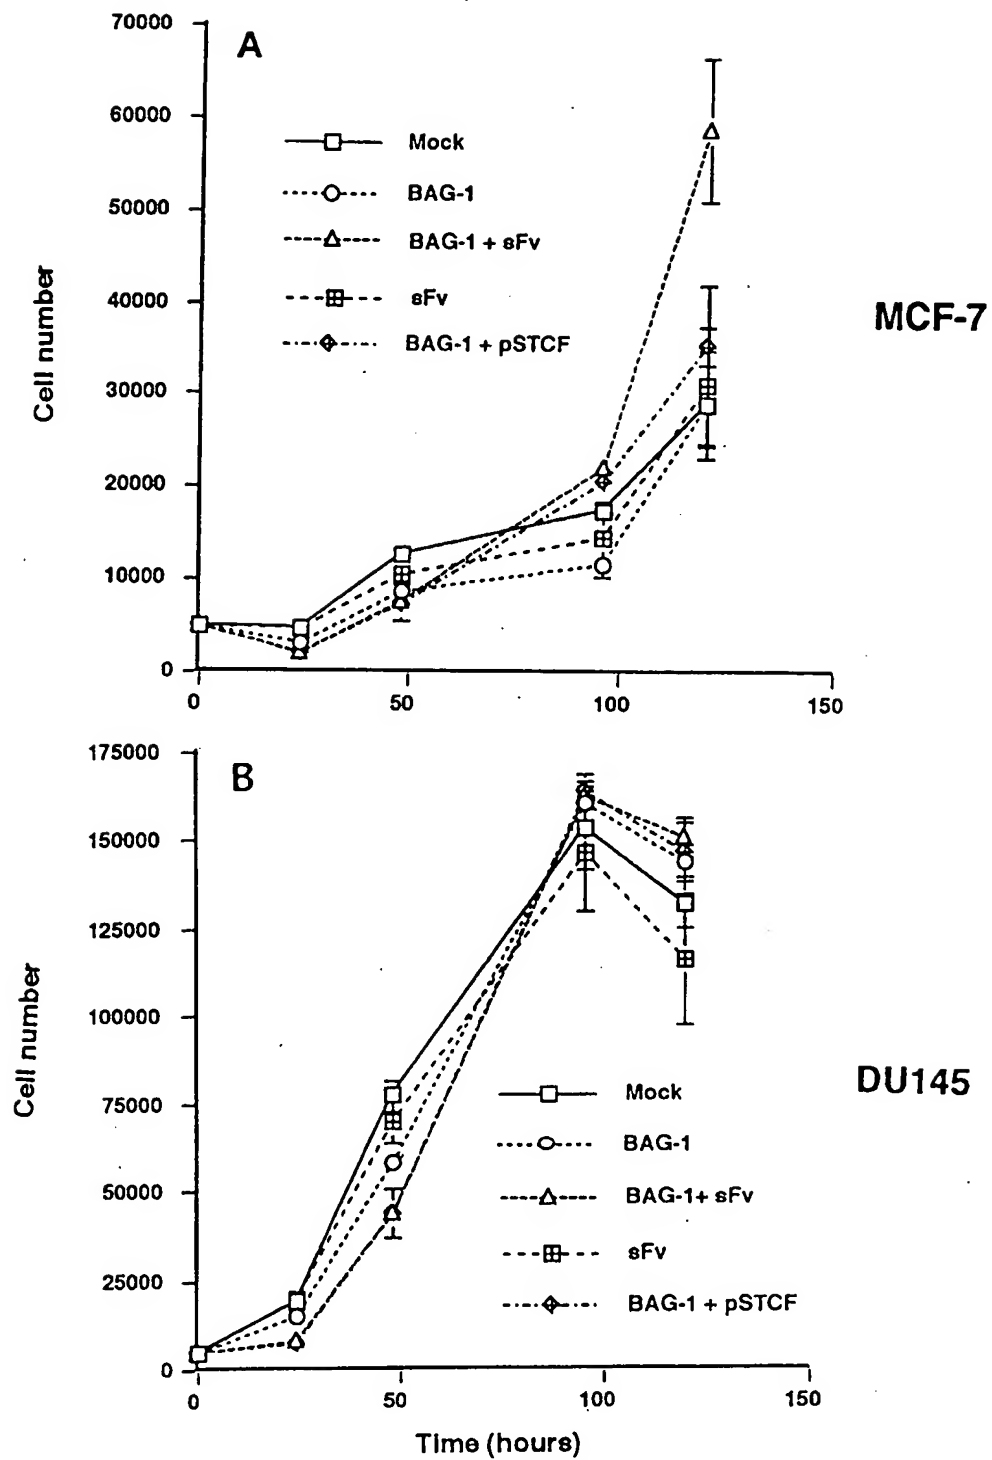 70000
A
60000
Mock
BAG-1
50000
BAG-1 + sFv
40000
sFv
MCF-7
BAG-1 + pSTCF
Cell number
30000
20000
10000
0
0 50 100 150
175000
B
150000
125000
Cell number
100000
DU145
Mock
75000
BAG-1
50000
BAG-1+ sFv
sFv
25000
BAG-1 + pSTCF
0
0 50 100 150
Time (hours)